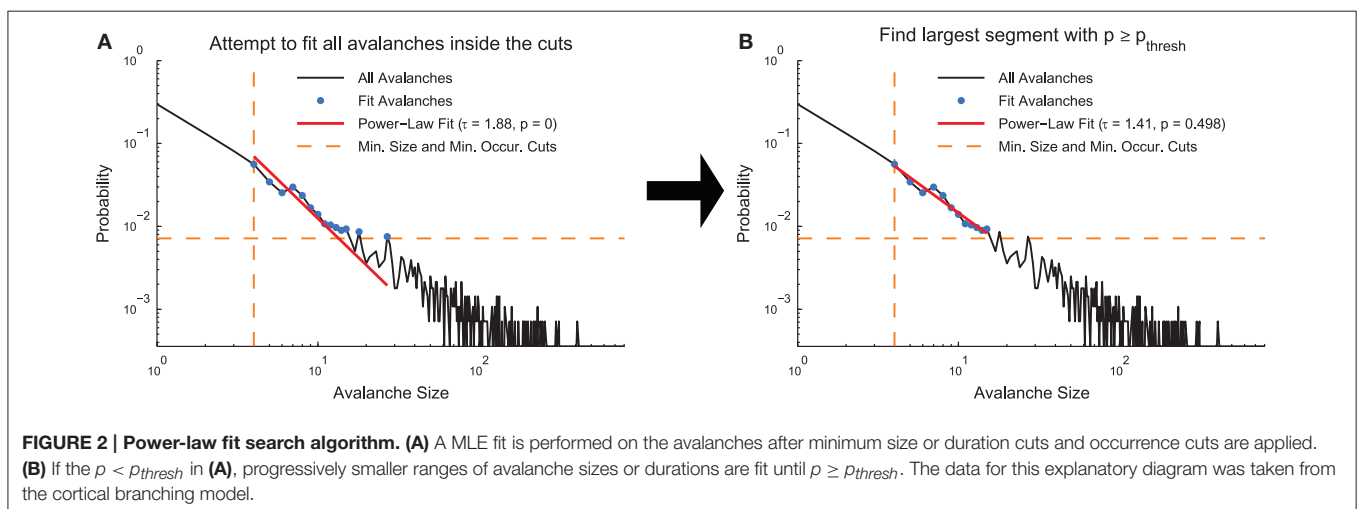 A
Attempt to fit all avalanches inside the cuts
All Avalanches
Fit Avalanches
Power–Law Fit (τ = 1.88, p = 0)
Min. Size and Min. Occur. Cuts
Probability
10^0
10^−1
10^−2
10^−3
10^0
10^1
10^2
Avalanche Size
B
Find largest segment with p ≥ p_thresh
All Avalanches
Fit Avalanches
Power–Law Fit (τ = 1.41, p = 0.498)
Min. Size and Min. Occur. Cuts
Probability
10^0
10^−1
10^−2
10^−3
10^0
10^1
10^2
Avalanche Size
FIGURE 2 | Power-law fit search algorithm. (A) A MLE fit is performed on the avalanches after minimum size or duration cuts and occurrence cuts are applied.
(B) If the p < p_thresh in (A), progressively smaller ranges of avalanche sizes or durations are fit until p ≥ p_thresh. The data for this explanatory diagram was taken from
the cortical branching model.